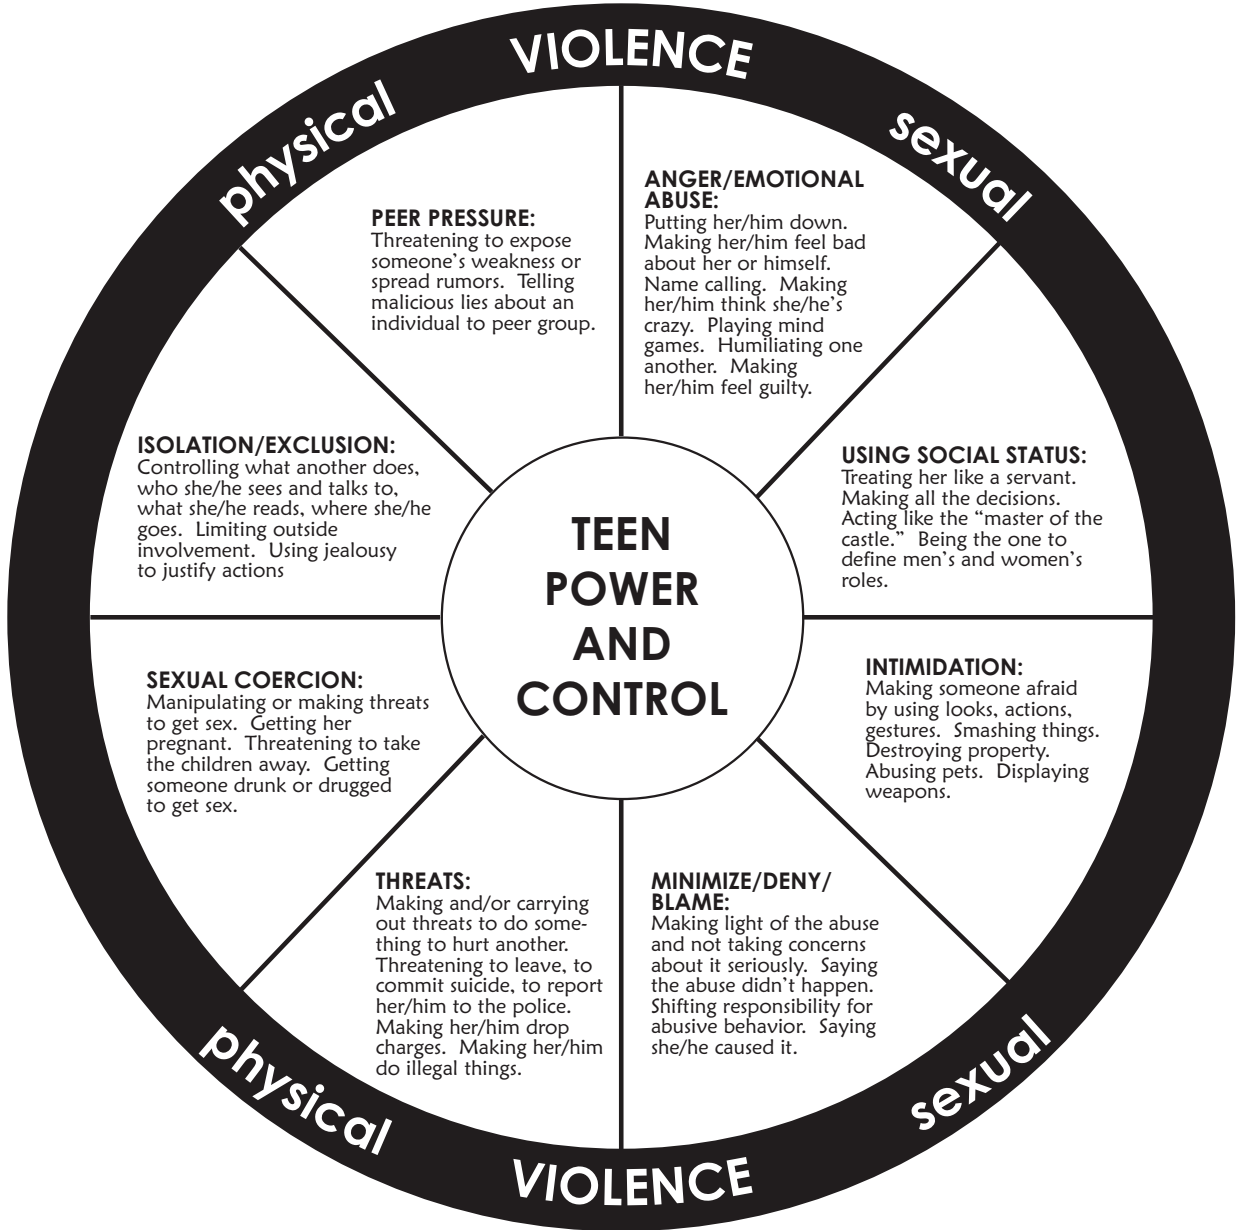 VIOLENCE
physical
sexual
PEER PRESSURE:
Threatening to expose
someone's weakness or
spread rumors.  Telling
malicious lies about an
individual to peer group.
ANGER/EMOTIONAL
ABUSE:
Putting her/him down.
Making her/him feel bad
about her or himself.
Name calling.  Making
her/him think she/he's
crazy.  Playing mind
games.  Humiliating one
another.  Making
her/him feel guilty.
ISOLATION/EXCLUSION:
Controlling what another does,
who she/he sees and talks to,
what she/he reads, where she/he
goes.  Limiting outside
involvement.  Using jealousy
to justify actions
USING SOCIAL STATUS:
Treating her like a servant.
Making all the decisions.
Acting like the “master of the
castle.”  Being the one to
define men's and women's
roles.
TEEN
POWER
AND
CONTROL
SEXUAL COERCION:
Manipulating or making threats
to get sex.  Getting her
pregnant.  Threatening to take
the children away.  Getting
someone drunk or drugged
to get sex.
INTIMIDATION:
Making someone afraid
by using looks, actions,
gestures.  Smashing things.
Destroying property.
Abusing pets.  Displaying
weapons.
THREATS:
Making and/or carrying
out threats to do some-
thing to hurt another.
Threatening to leave, to
commit suicide, to report
her/him to the police.
Making her/him drop
charges.  Making her/him
do illegal things.
MINIMIZE/DENY/
BLAME:
Making light of the abuse
and not taking concerns
about it seriously.  Saying
the abuse didn't happen.
Shifting responsibility for
abusive behavior.  Saying
she/he caused it.
physical
sexual
VIOLENCE